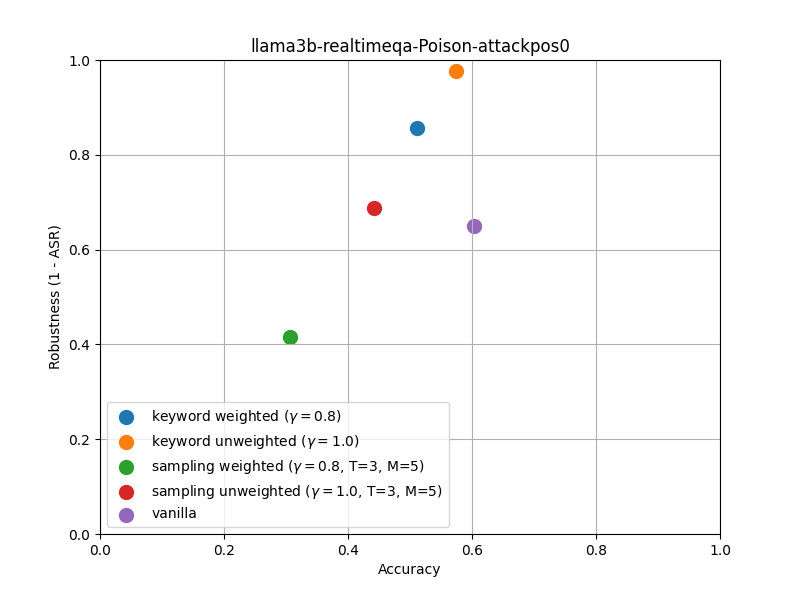 llama3b-realtimeqa-Poison-attackpos0
1.0
0.8
0.6
0.4
0.2
0.0
Robustness (1 - ASR)
keyword weighted (γ = 0.8)
keyword unweighted (γ = 1.0)
sampling weighted (γ = 0.8, T=3, M=5)
sampling unweighted (γ = 1.0, T=3, M=5)
vanilla
0.0 0.2 0.4 0.6 0.8 1.0
Accuracy